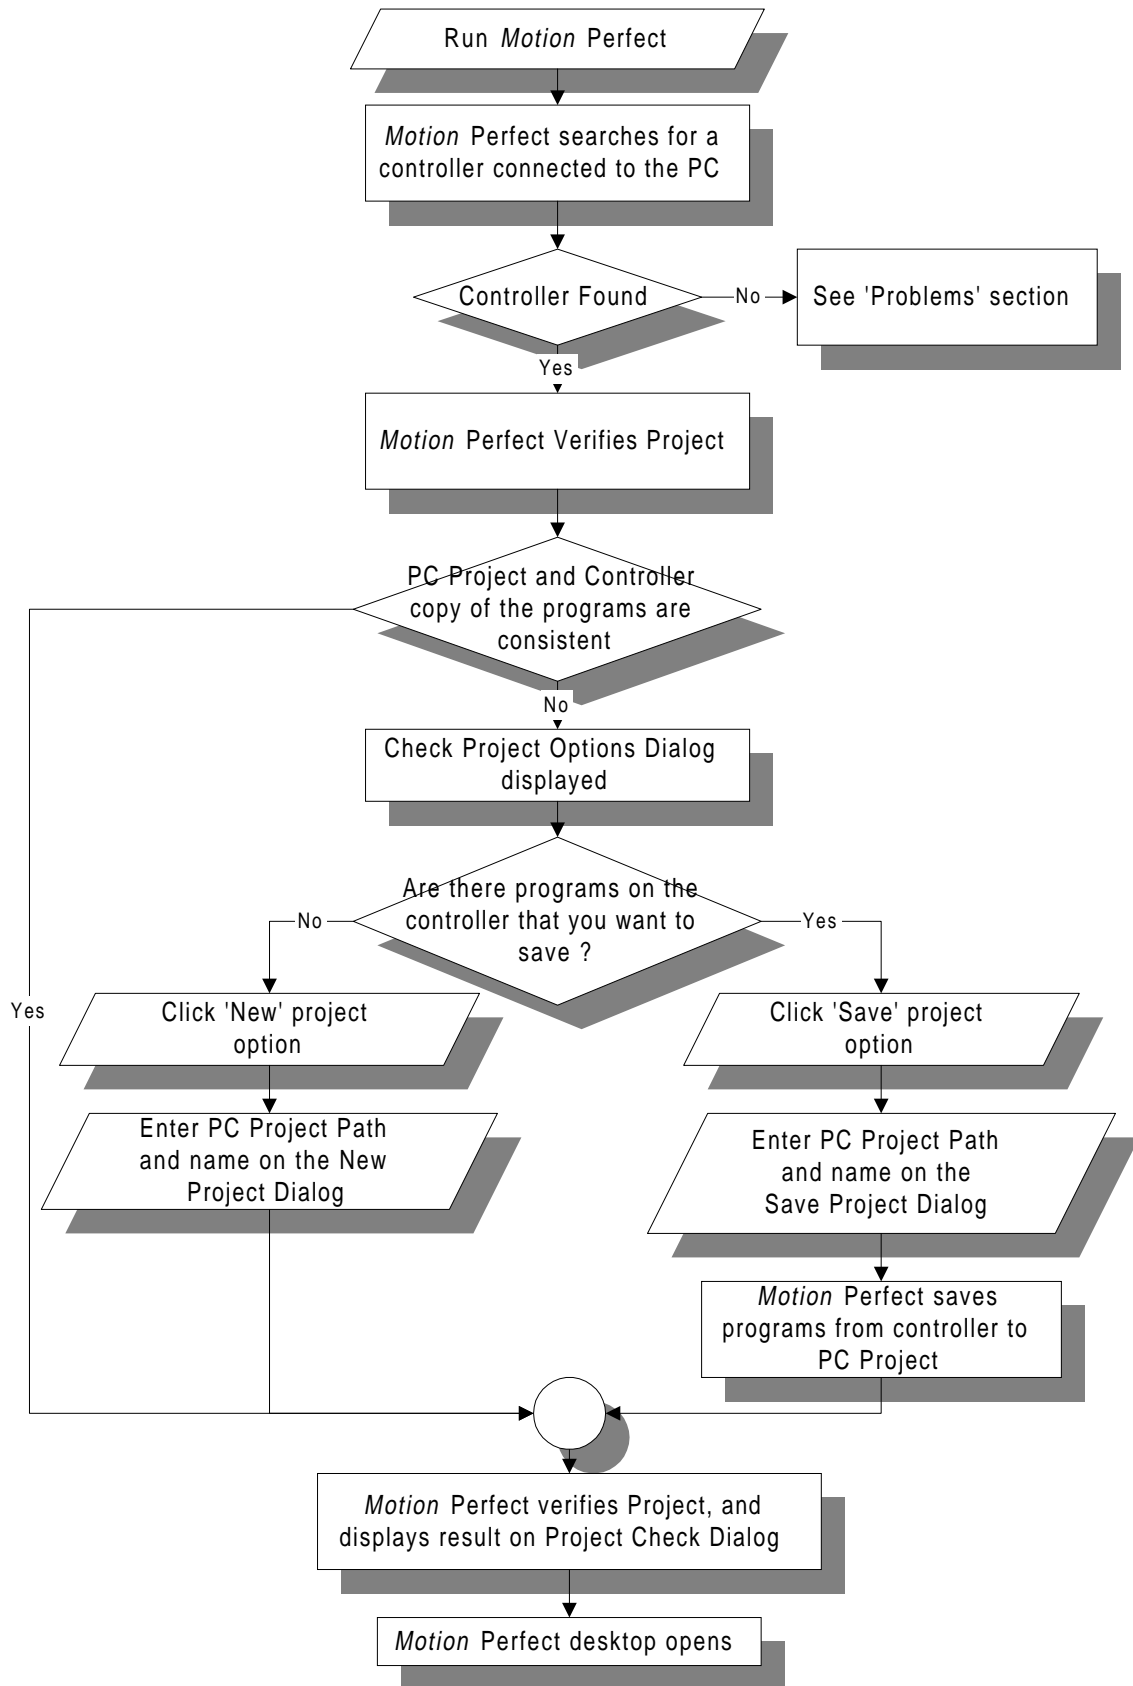 Run Motion Perfect
Motion Perfect searches for a
controller connected to the PC
Controller Found
No
See 'Problems' section
Yes
Motion Perfect Verifies Project
PC Project and Controller
copy of the programs are
consistent
No
Check Project Options Dialog
displayed
Are there programs on the
controller that you want to
save ?
No
Yes
Yes
Click 'New' project
option
Click 'Save' project
option
Enter PC Project Path
and name on the New
Project Dialog
Enter PC Project Path
and name on the
Save Project Dialog
Motion Perfect saves
programs from controller to
PC Project
Motion Perfect verifies Project, and
displays result on Project Check Dialog
Motion Perfect desktop opens